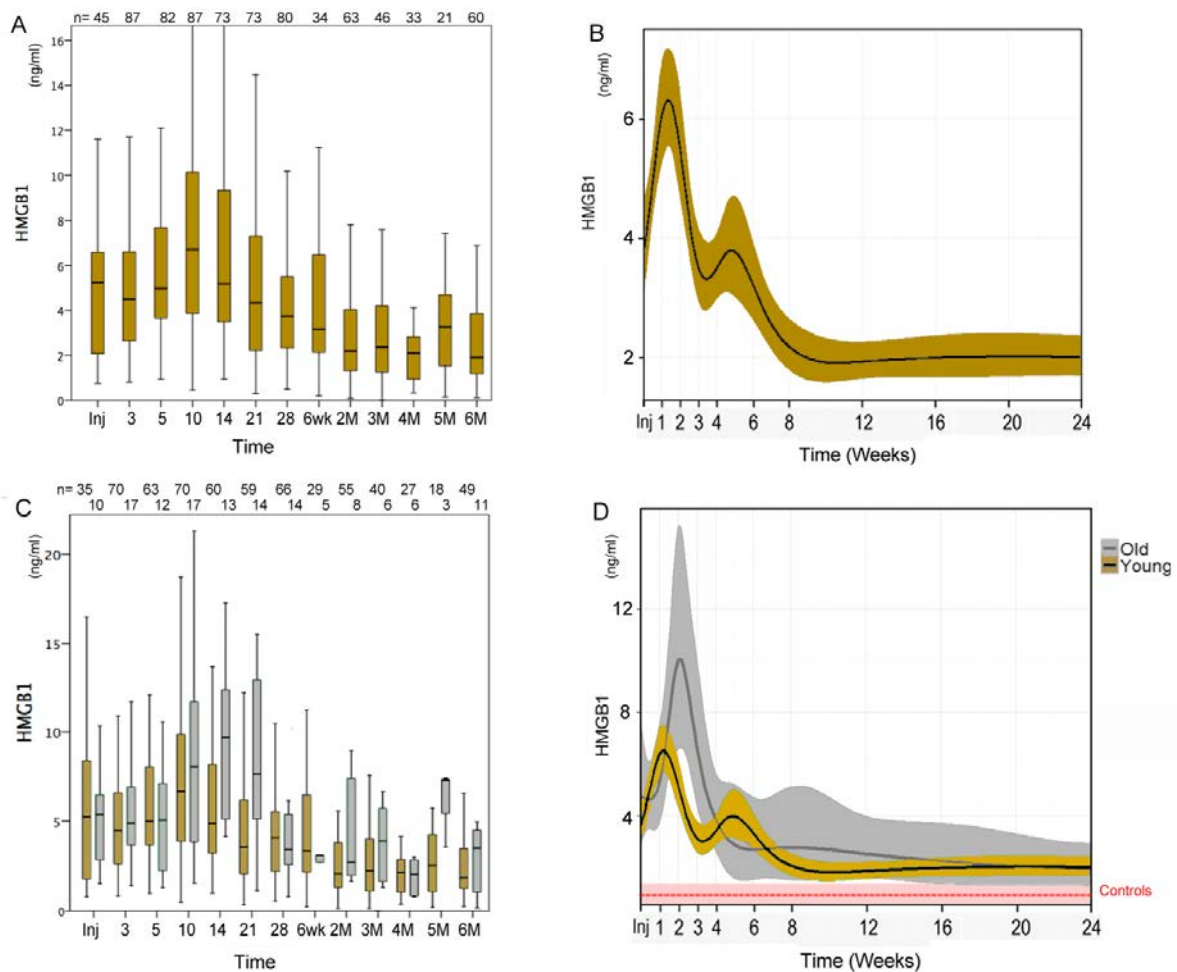 A
n= 45 87 82 87 73 73 80 34 63 46 33 21 60
(ng/ml)
HMGB1
16
14
12
10
8
6
4
2
0
Inj 3 5 10 14 21 28 6wk 2M 3M 4M 5M 6M
Time
B
(ng/ml)
HMGB1
6
4
2
Inj 1 2 3 4 6 8 12 16 20 24
Time (Weeks)
C
n= 35 70 63 70 60 59 66 29 55 40 27 18 49
10 17 12 17 13 14 14 5 8 6 6 3 11
(ng/ml)
HMGB1
20
15
10
5
0
Inj 3 5 10 14 21 28 6wk 2M 3M 4M 5M 6M
Time
D
(ng/ml)
HMGB1
12
8
4
Old
Young
Controls
Inj 1 2 3 4 6 8 12 16 20 24
Time (Weeks)